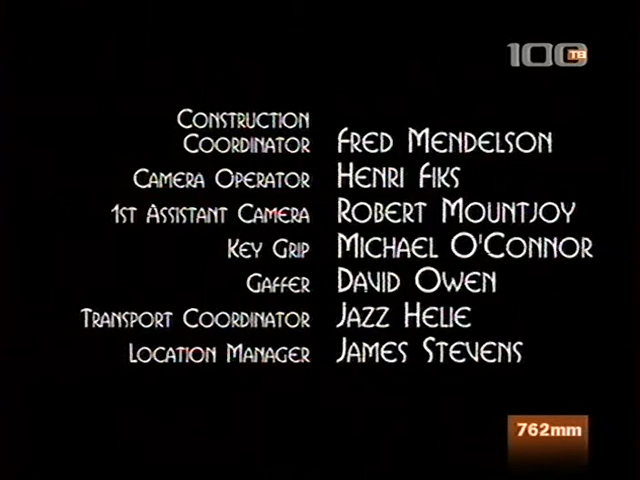 100 ТВ
Construction
Coordinator Fred Mendelson
Camera Operator Henri Fiks
1st Assistant Camera Robert Mountjoy
Key Grip Michael O'Connor
Gaffer David Owen
Transport Coordinator Jazz Helie
Location Manager James Stevens
762mm